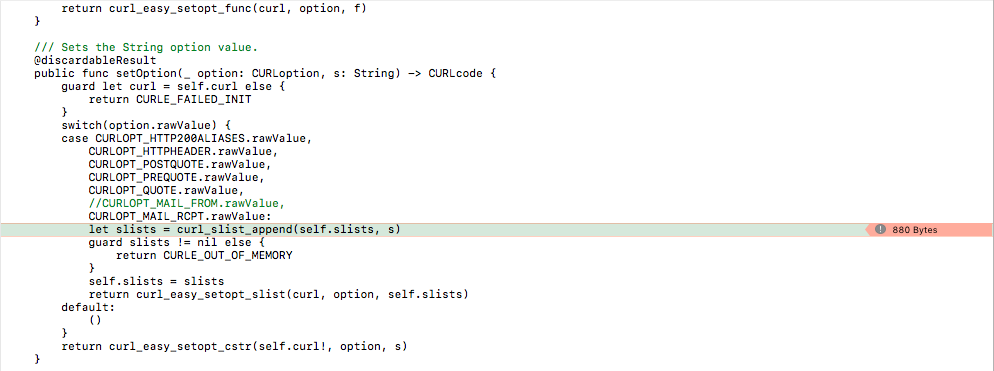 return curl_easy_setopt_func(curl, option, f)
    }

    /// Sets the String option value.
    @discardableResult
    public func setOption(_ option: CURLoption, s: String) -> CURLcode {
        guard let curl = self.curl else {
            return CURLE_FAILED_INIT
        }
        switch(option.rawValue) {
        case CURLOPT_HTTP200ALIASES.rawValue,
            CURLOPT_HTTPHEADER.rawValue,
            CURLOPT_POSTQUOTE.rawValue,
            CURLOPT_PREQUOTE.rawValue,
            CURLOPT_QUOTE.rawValue,
            //CURLOPT_MAIL_FROM.rawValue,
            CURLOPT_MAIL_RCPT.rawValue:
            let slists = curl_slist_append(self.slists, s) 880 Bytes
            guard slists != nil else {
                return CURLE_OUT_OF_MEMORY
            }
            self.slists = slists
            return curl_easy_setopt_slist(curl, option, self.slists)
        default:
            ()
        }
        return curl_easy_setopt_cstr(self.curl!, option, s)
    }